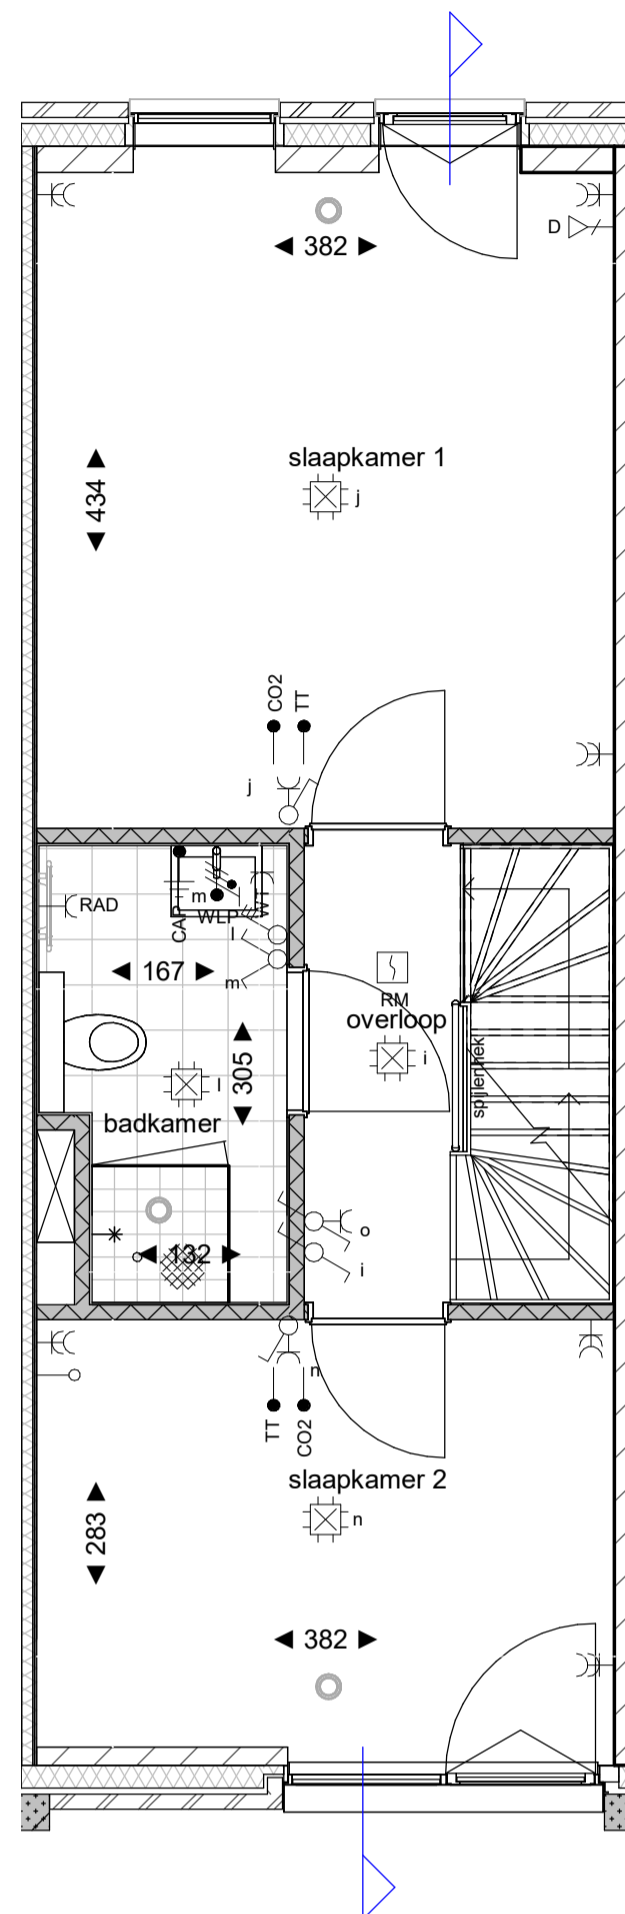 382
D
slaapkamer 1
j
434
CO2
TT
j
RAD
CAP
m
WLP
WT
l
m
167
RM
overloop
i
305
l
badkamer
spijlenhek
o
i
132
n
TT
CO2
slaapkamer 2
n
283
382